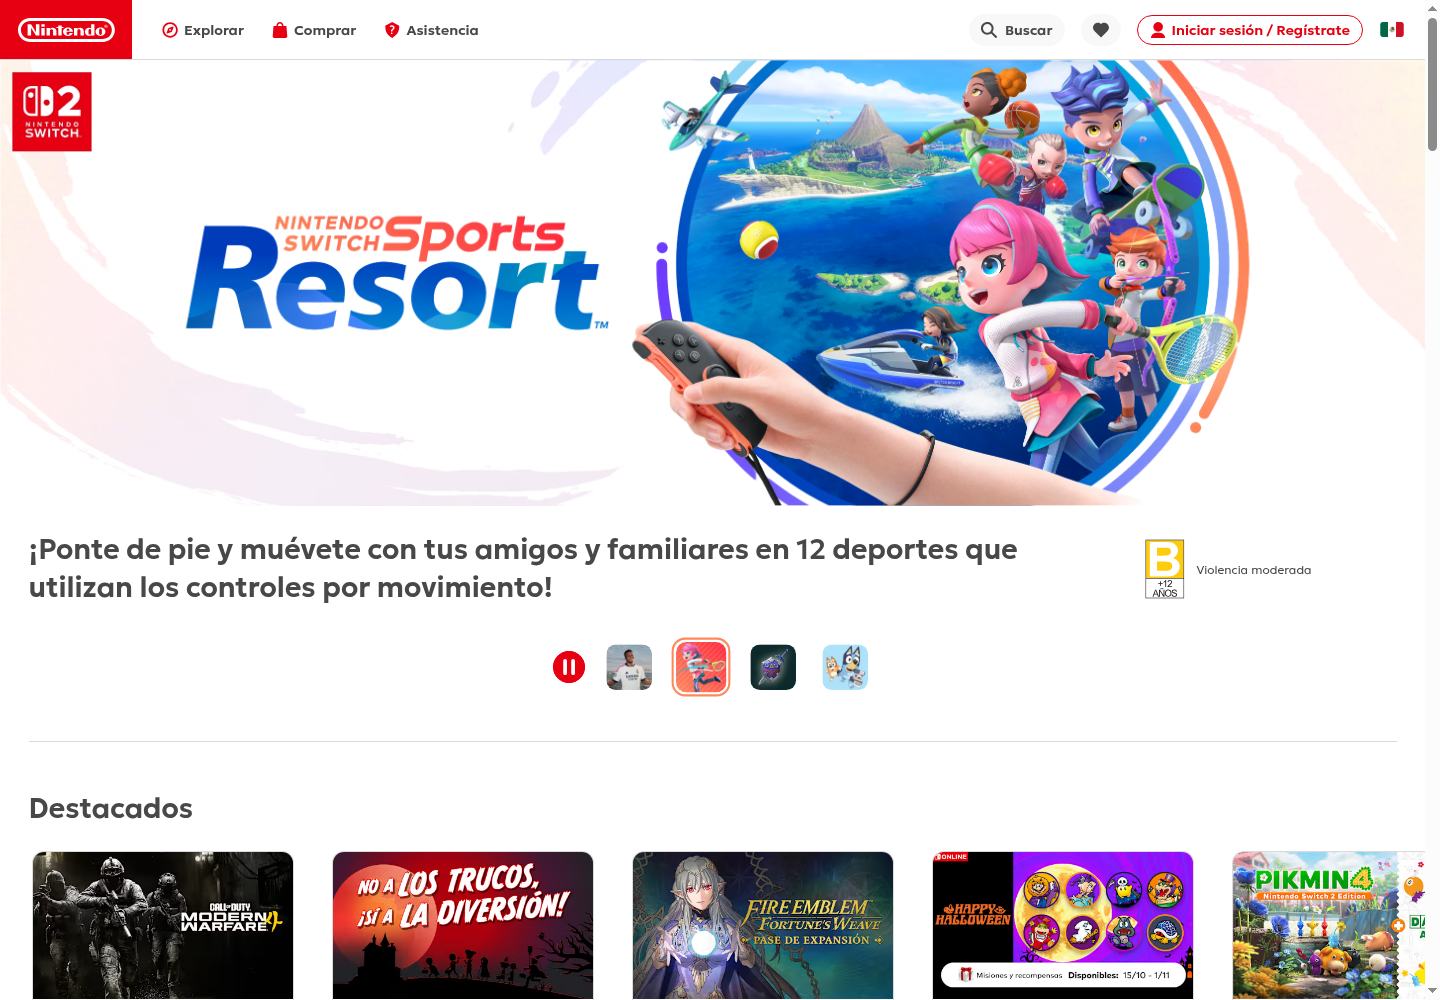 Nintendo
Explorar
Comprar
Asistencia
Buscar
Iniciar sesión / Regístrate
2
NINTENDO
SWITCH
NINTENDO
SWITCH Sports
Resort™
¡Ponte de pie y muévete con tus amigos y familiares en 12 deportes que
utilizan los controles por movimiento!
B
+12
AÑOS
Violencia moderada
Destacados
CALL OF DUTY
MODERN
WARFARE 4
NO A LOS TRUCOS,
¡SÍ A LA DIVERSIÓN!
FIRE EMBLEM
FORTUNE'S WEAVE
PASE DE EXPANSIÓN
ONLINE
HAPPY
HALLOWEEN
Misiones y recompensas Disponibles: 15/10 - 1/11
PIKMIN 4
Nintendo Switch 2 Edition